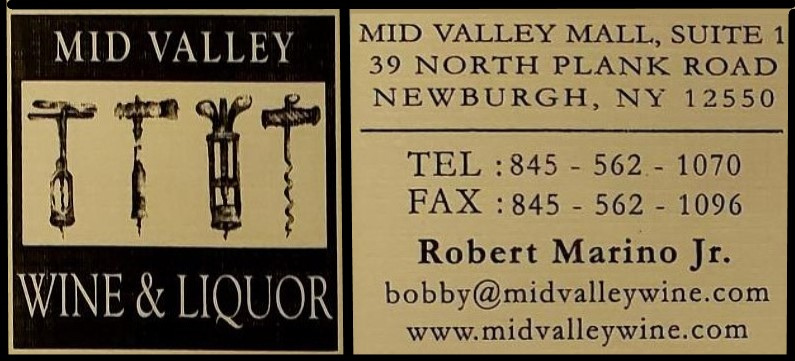 MID VALLEY
WINE & LIQUOR
MID VALLEY MALL, SUITE 1
39 NORTH PLANK ROAD
NEWBURGH, NY 12550
TEL : 845 - 562 - 1070
FAX : 845 - 562 - 1096
Robert Marino Jr.
bobby@midvalleywine.com
www.midvalleywine.com